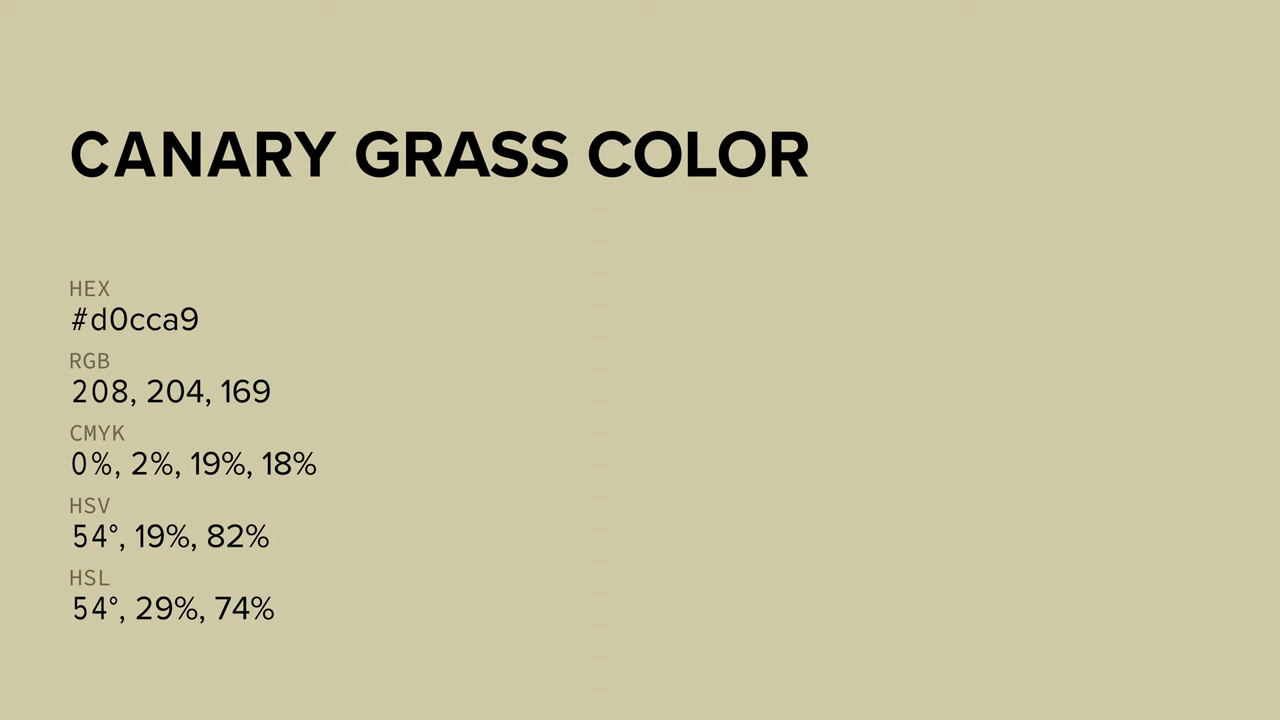 CANARY GRASS COLOR
HEX
#d0cca9
RGB
208, 204, 169
CMYK
0%, 2%, 19%, 18%
HSV
54°, 19%, 82%
HSL
54°, 29%, 74%